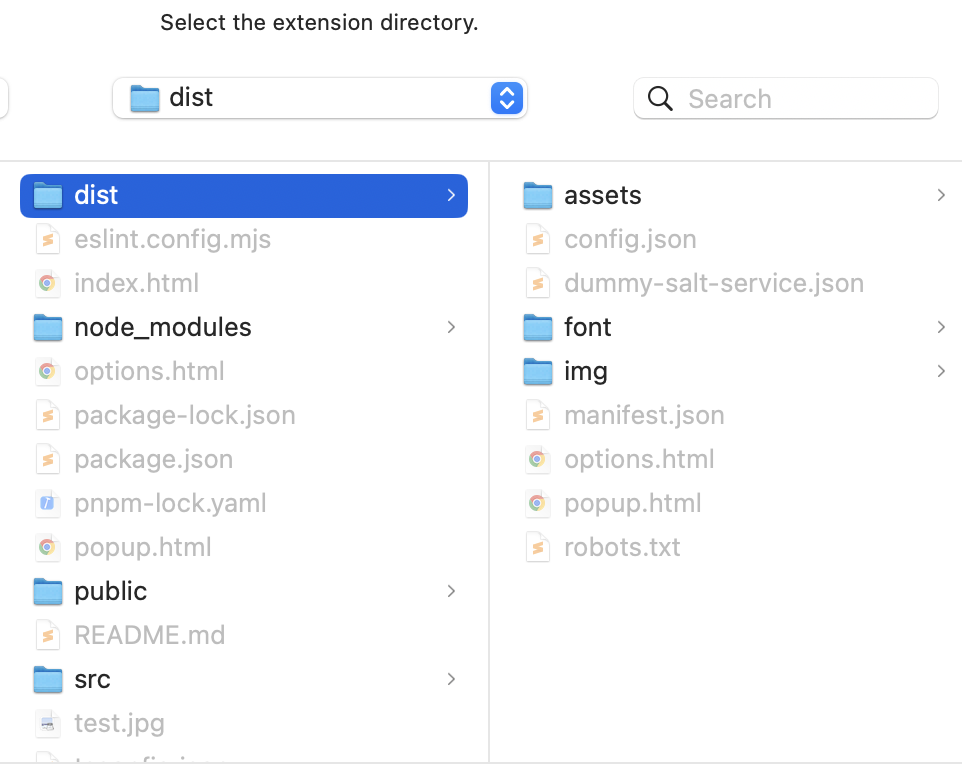 Select the extension directory.
dist
Search
dist
eslint.config.mjs
index.html
node_modules
options.html
package-lock.json
package.json
pnpm-lock.yaml
popup.html
public
README.md
src
test.jpg
assets
config.json
dummy-salt-service.json
font
img
manifest.json
options.html
popup.html
robots.txt